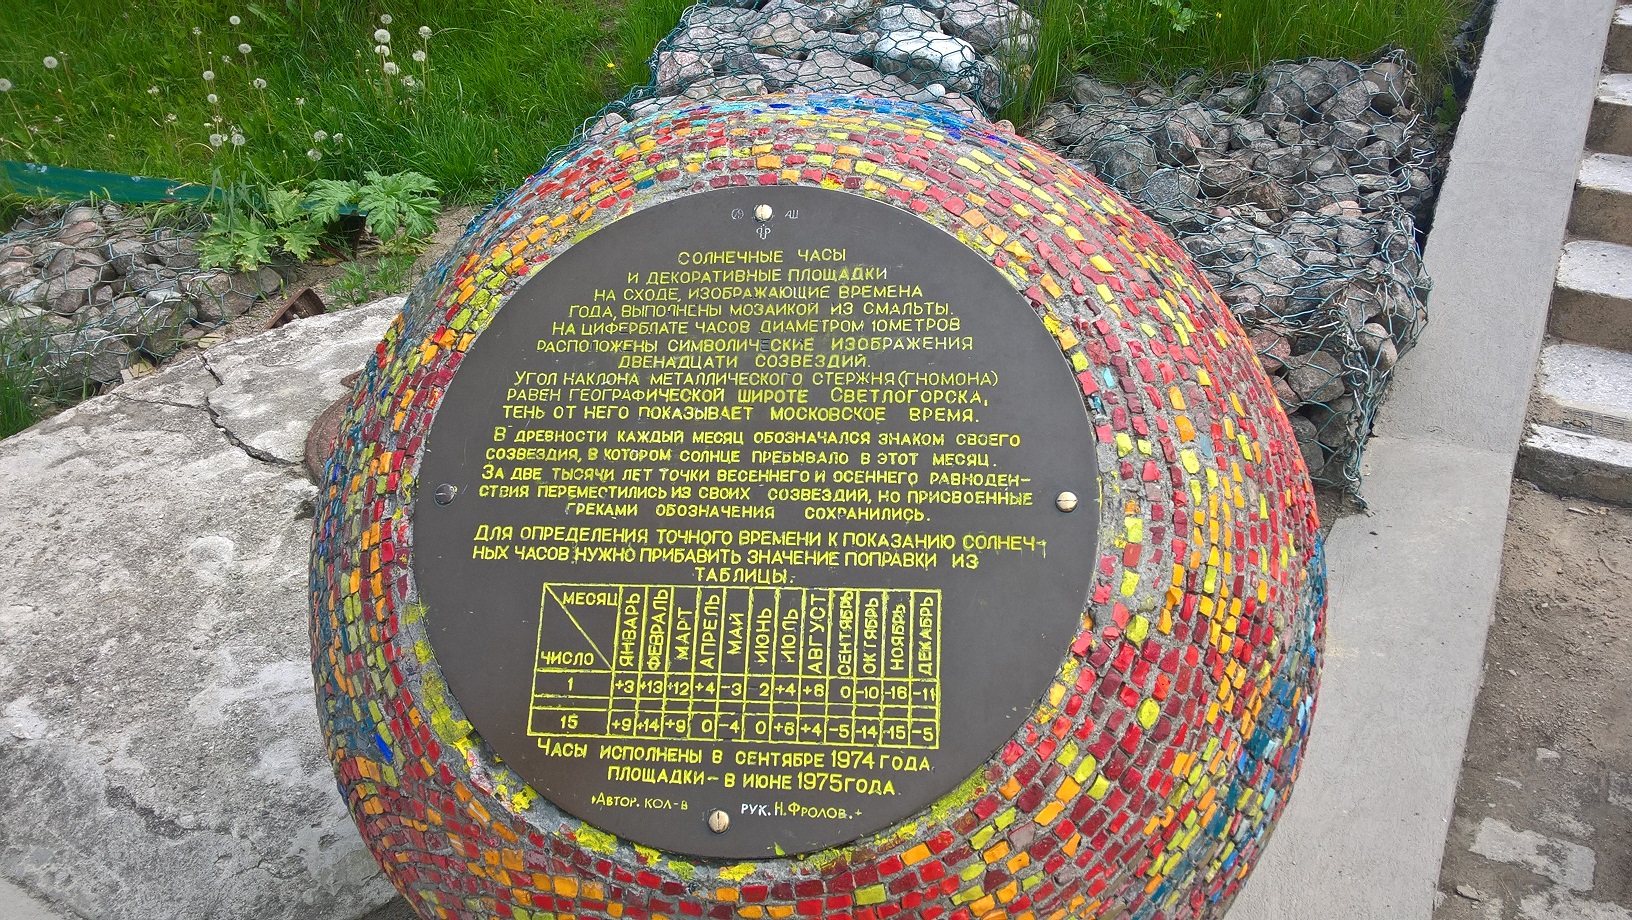 АШ
СОЛНЕЧНЫЕ ЧАСЫ
И ДЕКОРАТИВНЫЕ ПЛОЩАДКИ
НА СХОДЕ, ИЗОБРАЖАЮЩИЕ ВРЕМЕНА
ГОДА, ВЫПОЛНЕНЫ МОЗАИКОЙ ИЗ СМАЛЬТЫ.
НА ЦИФЕРБЛАТЕ ЧАСОВ ДИАМЕТРОМ 10 МЕТРОВ
РАСПОЛОЖЕНЫ СИМВОЛИЧЕСКИЕ ИЗОБРАЖЕНИЯ
ДВЕНАДЦАТИ СОЗВЕЗДИЙ.
УГОЛ НАКЛОНА МЕТАЛЛИЧЕСКОГО СТЕРЖНЯ (ГНОМОНА)
РАВЕН ГЕОГРАФИЧЕСКОЙ ШИРОТЕ СВЕТЛОГОРСКА,
ТЕНЬ ОТ НЕГО ПОКАЗЫВАЕТ МОСКОВСКОЕ ВРЕМЯ.
В ДРЕВНОСТИ КАЖДЫЙ МЕСЯЦ ОБОЗНАЧАЛСЯ ЗНАКОМ СВОЕГО
СОЗВЕЗДИЯ, В КОТОРОМ СОЛНЦЕ ПРЕБЫВАЛО В ЭТОТ МЕСЯЦ.
ЗА ДВЕ ТЫСЯЧИ ЛЕТ ТОЧКИ ВЕСЕННЕГО И ОСЕННЕГО РАВНОДЕН-
СТВИЯ ПЕРЕМЕСТИЛИСЬ ИЗ СВОИХ СОЗВЕЗДИЙ, НО ПРИСВОЕННЫЕ
ГРЕКАМИ ОБОЗНАЧЕНИЯ СОХРАНИЛИСЬ.
ДЛЯ ОПРЕДЕЛЕНИЯ ТОЧНОГО ВРЕМЕНИ К ПОКАЗАНИЮ СОЛНЕЧ-
НЫХ ЧАСОВ НУЖНО ПРИБАВИТЬ ЗНАЧЕНИЕ ПОПРАВКИ ИЗ
ТАБЛИЦЫ.
МЕСЯЦ ЯНВАРЬ ФЕВРАЛЬ МАРТ АПРЕЛЬ МАЙ ИЮНЬ ИЮЛЬ АВГУСТ СЕНТЯБРЬ ОКТЯБРЬ НОЯБРЬ ДЕКАБРЬ
ЧИСЛО
1 +3 +13 +12 +4 -3 2 +4 +6 0 -10 -16 -11
15 +9 +14 +9 0 -4 0 +6 +4 -5 -14 -15 -5
ЧАСЫ ИСПОЛНЕНЫ В СЕНТЯБРЕ 1974 ГОДА.
ПЛОЩАДКИ - В ИЮНЕ 1975 ГОДА.
АВТОР. КОЛ-В РУК. Н. ФРОЛОВ.